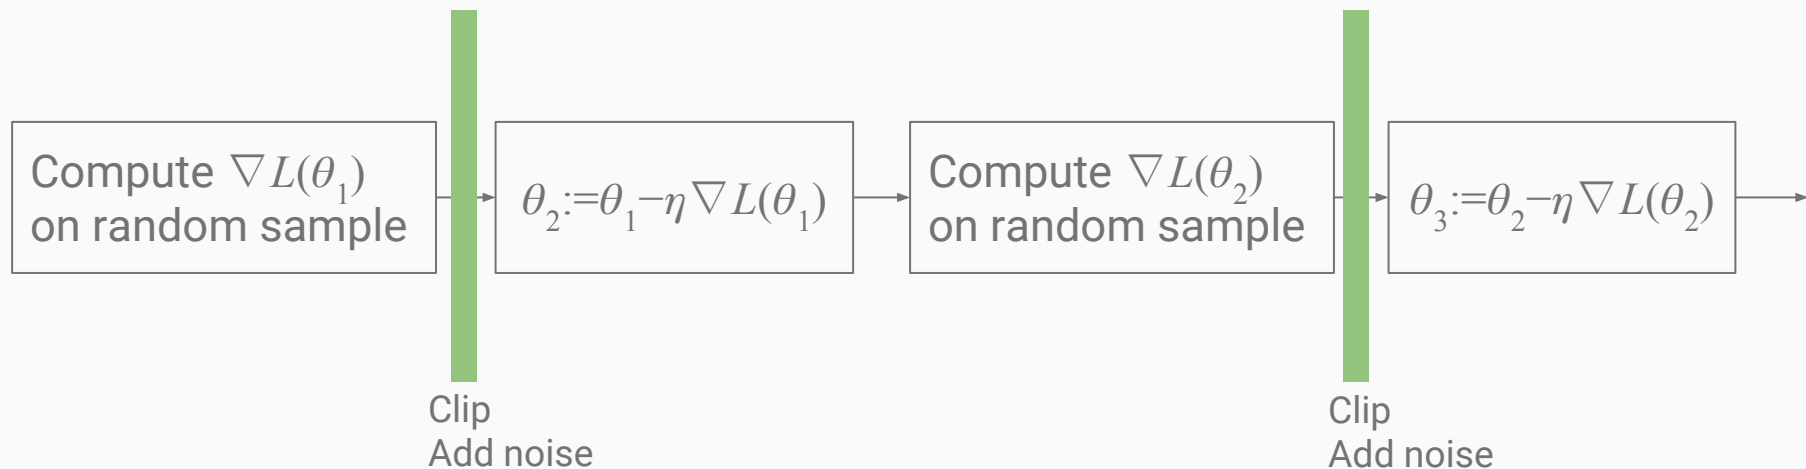 Compute ∇L(θ₁)
on random sample
θ₂:=θ₁–η∇L(θ₁)
Compute ∇L(θ₂)
on random sample
θ₃:=θ₂–η∇L(θ₂)
Clip
Add noise
Clip
Add noise